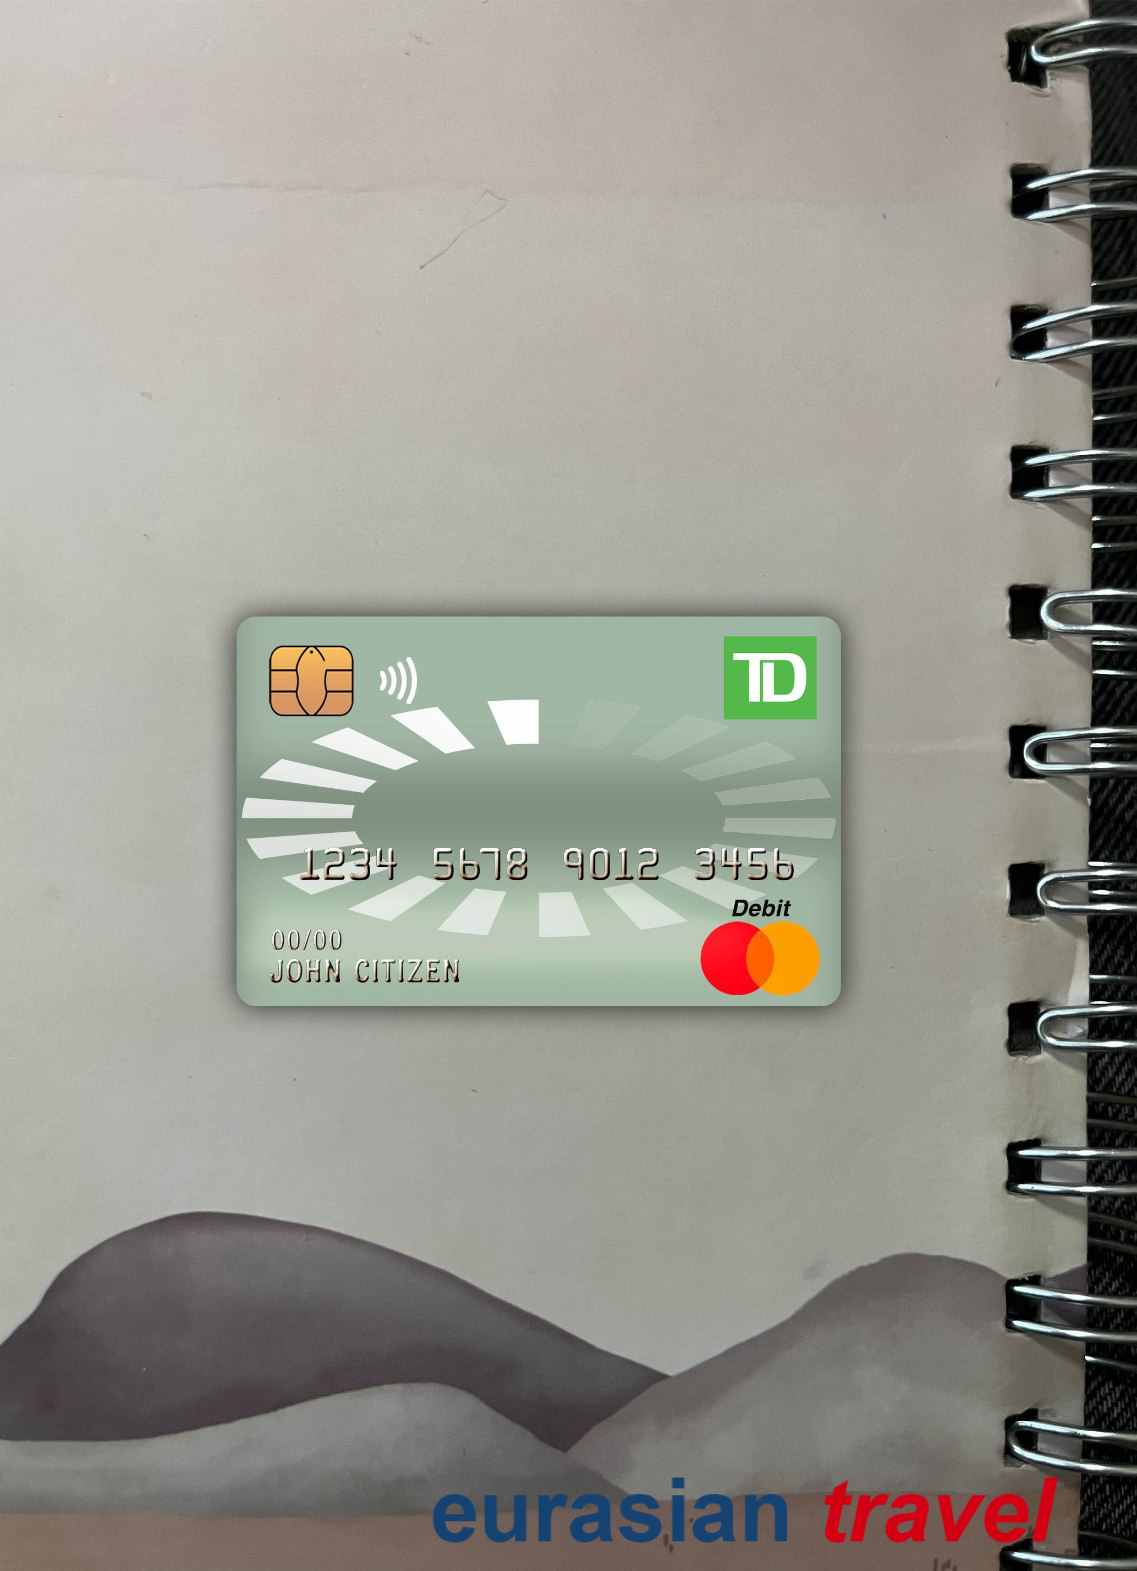 TD
1234 5678 9012 3456
Debit
00/00
JOHN CITIZEN
eurasian travel